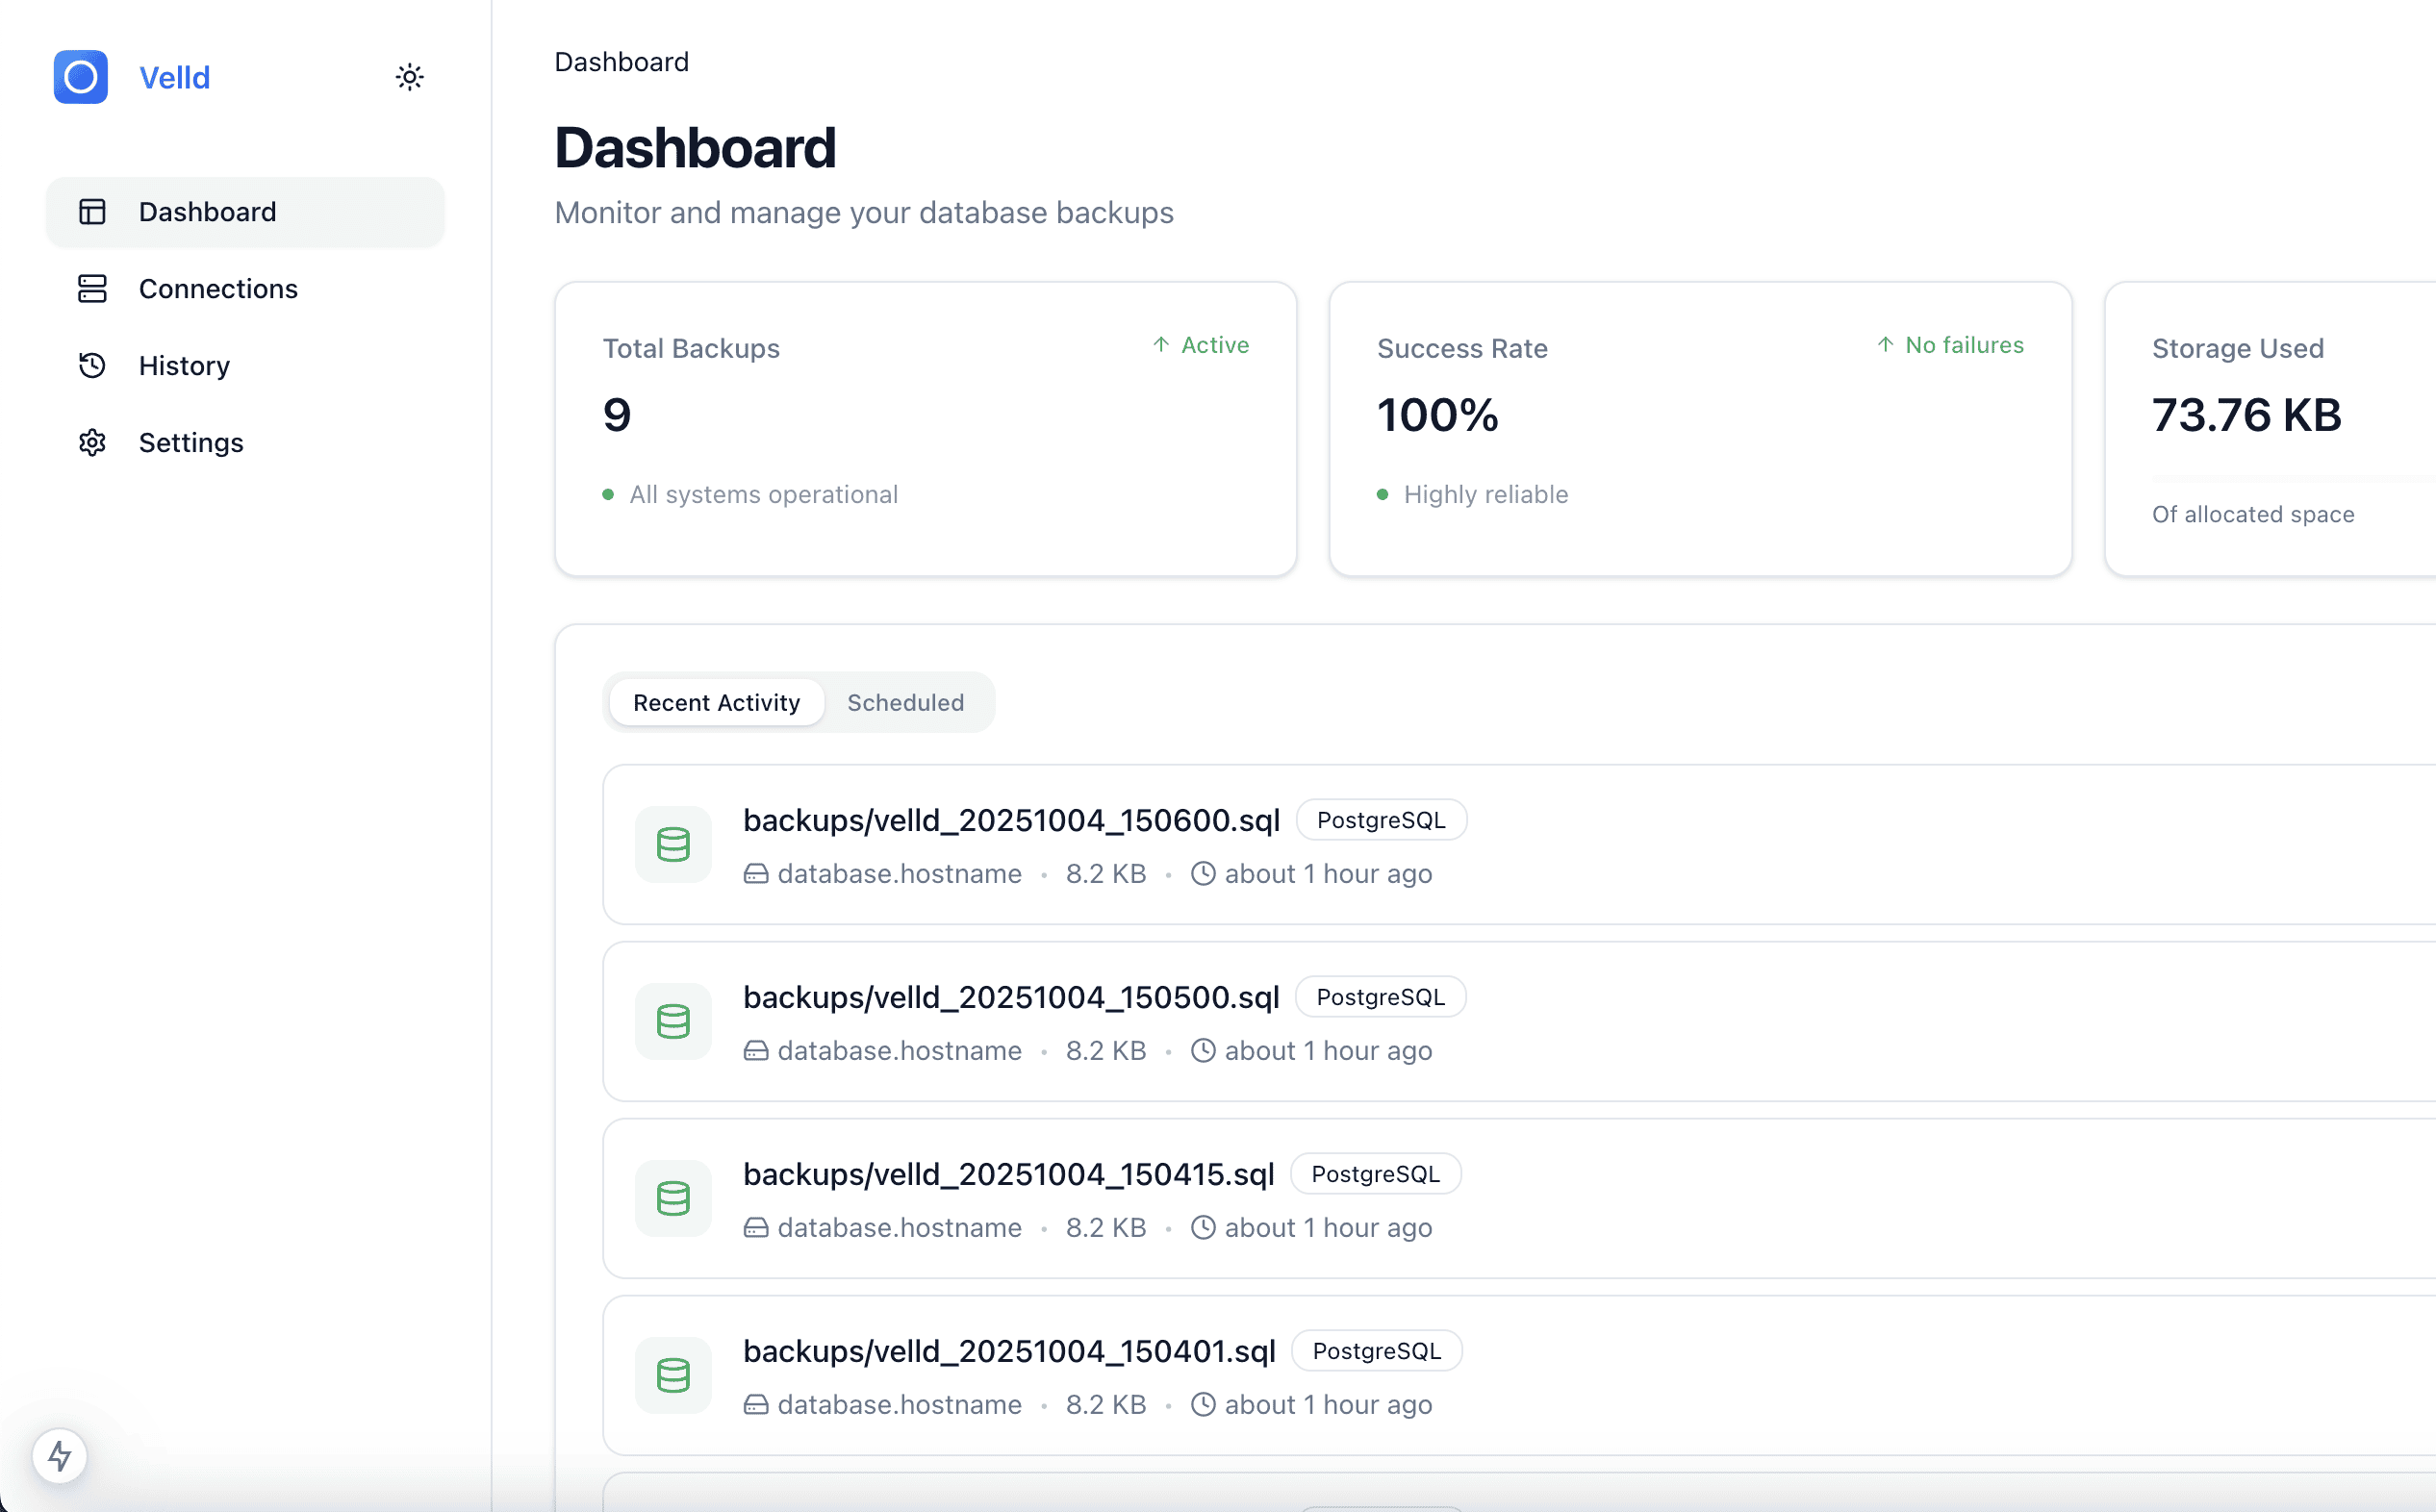 Velld
Dashboard
Connections
History
Settings
Dashboard
Dashboard
Monitor and manage your database backups
Total Backups
Active
9
All systems operational
Success Rate
No failures
100%
Highly reliable
Storage Used
73.76 KB
Of allocated space
Recent Activity
Scheduled
backups/velld_20251004_150600.sql PostgreSQL
database.hostname • 8.2 KB • about 1 hour ago
backups/velld_20251004_150500.sql PostgreSQL
database.hostname • 8.2 KB • about 1 hour ago
backups/velld_20251004_150415.sql PostgreSQL
database.hostname • 8.2 KB • about 1 hour ago
backups/velld_20251004_150401.sql PostgreSQL
database.hostname • 8.2 KB • about 1 hour ago